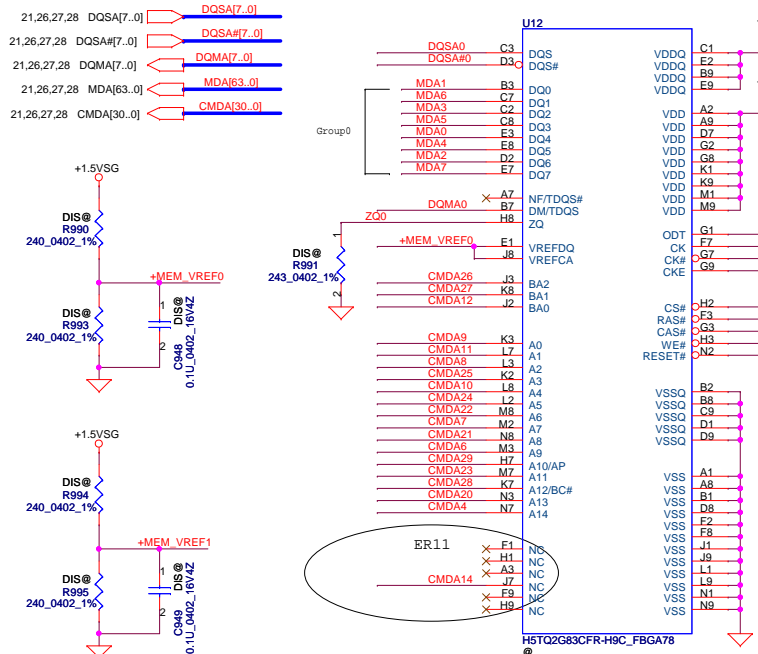 21,26,27,28 DQSA[7..0] DQSA[7..0]
21,26,27,28 DQSA#[7..0] DQSA#[7..0]
21,26,27,28 DQMA[7..0] DQMA[7..0]
21,26,27,28 MDA[63..0] MDA[63..0]
21,26,27,28 CMDA[30..0] CMDA[30..0]
+1.5VSG
DIS@
R990
240_0402_1%
+MEM_VREF0
DIS@
R993
240_0402_1%
1
2
DIS@
C948
0.1U_0402_16V4Z
+1.5VSG
DIS@
R994
240_0402_1%
+MEM_VREF1
DIS@
R995
240_0402_1%
1
2
DIS@
C949
0.1U_0402_16V4Z
U12
DQSA0 C3 DQS
DQSA#0 D3 DQS#
Group0
MDA1 B3 DQ0
MDA6 C7 DQ1
MDA3 C2 DQ2
MDA5 C8 DQ3
MDA0 E3 DQ4
MDA4 E8 DQ5
MDA2 D2 DQ6
MDA7 E7 DQ7
A7 NF/TDQS#
DQMA0 B7 DM/TDQS
ZQ0 H8 ZQ
1
DIS@
R991
243_0402_1%
2
+MEM_VREF0 E1 VREFDQ
J8 VREFCA
CMDA26 J3 BA2
CMDA27 K8 BA1
CMDA12 J2 BA0
CMDA9 K3 A0
CMDA11 L7 A1
CMDA8 L3 A2
CMDA25 K2 A3
CMDA10 L8 A4
CMDA24 L2 A5
CMDA22 M8 A6
CMDA7 M2 A7
CMDA21 N8 A8
CMDA6 M3 A9
CMDA29 H7 A10/AP
CMDA23 M7 A11
CMDA28 K7 A12/BC#
CMDA20 N3 A13
CMDA4 N7 A14
ER11
F1 NC
H1 NC
A3 NC
CMDA14 J7 NC
F9 NC
H9 NC
VDDQ C1
VDDQ E2
VDDQ B9
VDDQ E9
VDD A2
VDD A9
VDD D7
VDD G2
VDD G8
VDD K1
VDD K9
VDD M1
VDD M9
ODT G1
CK F7
CK# G7
CKE G9
CS# H2
RAS# F3
CAS# G3
WE# H3
RESET# N2
VSSQ B2
VSSQ B8
VSSQ C9
VSSQ D1
VSSQ D9
VSS A1
VSS A8
VSS B1
VSS D8
VSS F2
VSS F8
VSS J1
VSS J9
VSS L1
VSS L9
VSS N1
VSS N9
H5TQ2G83CFR-H9C_FBGA78
@